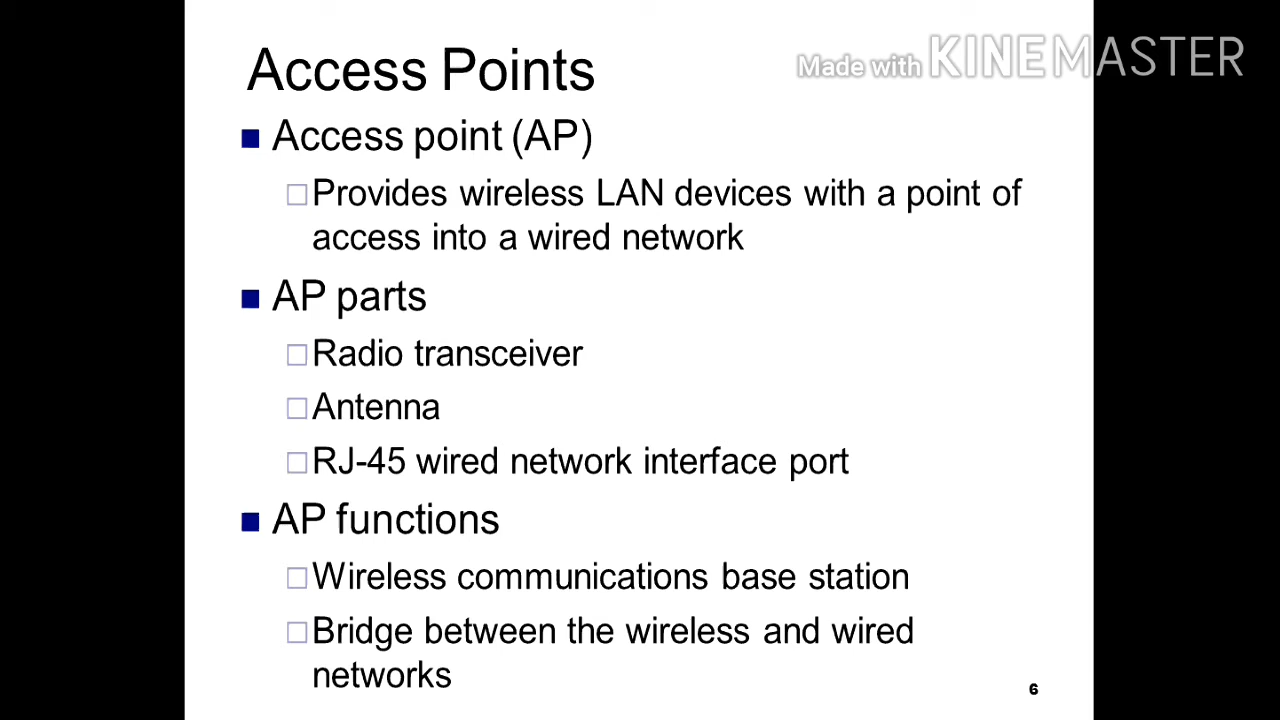 Access Points
Made with KINEMASTER
Access point (AP)
Provides wireless LAN devices with a point of
access into a wired network
AP parts
Radio transceiver
Antenna
RJ-45 wired network interface port
AP functions
Wireless communications base station
Bridge between the wireless and wired
networks
6